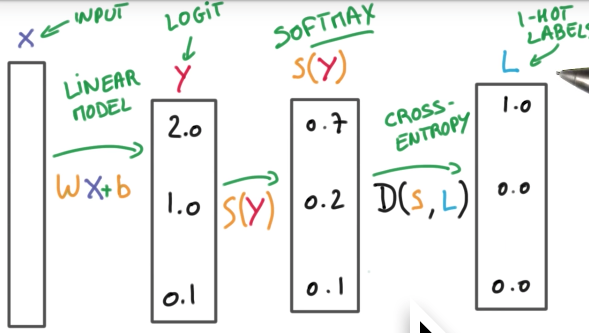 X
INPUT
LINEAR
MODEL
WX+b
LOGIT
Y
2.0
1.0
0.1
S(Y)
SOFTMAX
S(Y)
0.7
0.2
0.1
CROSS-
ENTROPY
D(S, L)
1-HOT
LABELS
L
1.0
0.0
0.0